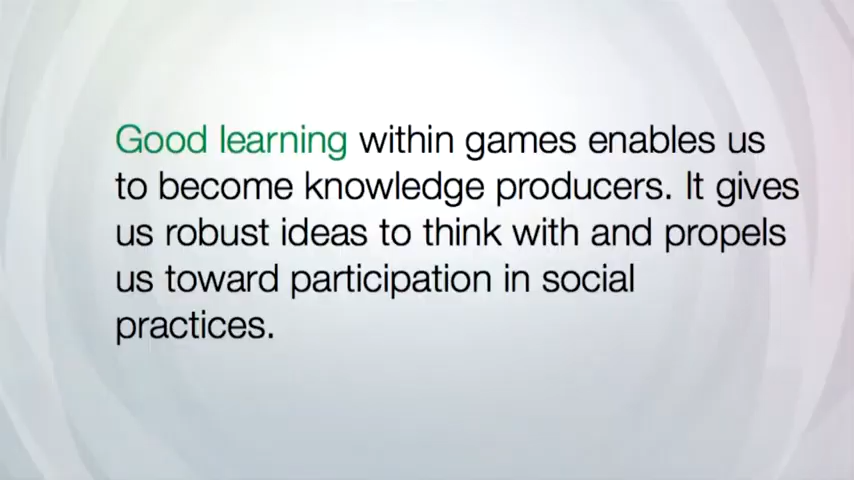 Good learning within games enables us
to become knowledge producers. It gives
us robust ideas to think with and propels
us toward participation in social
practices.